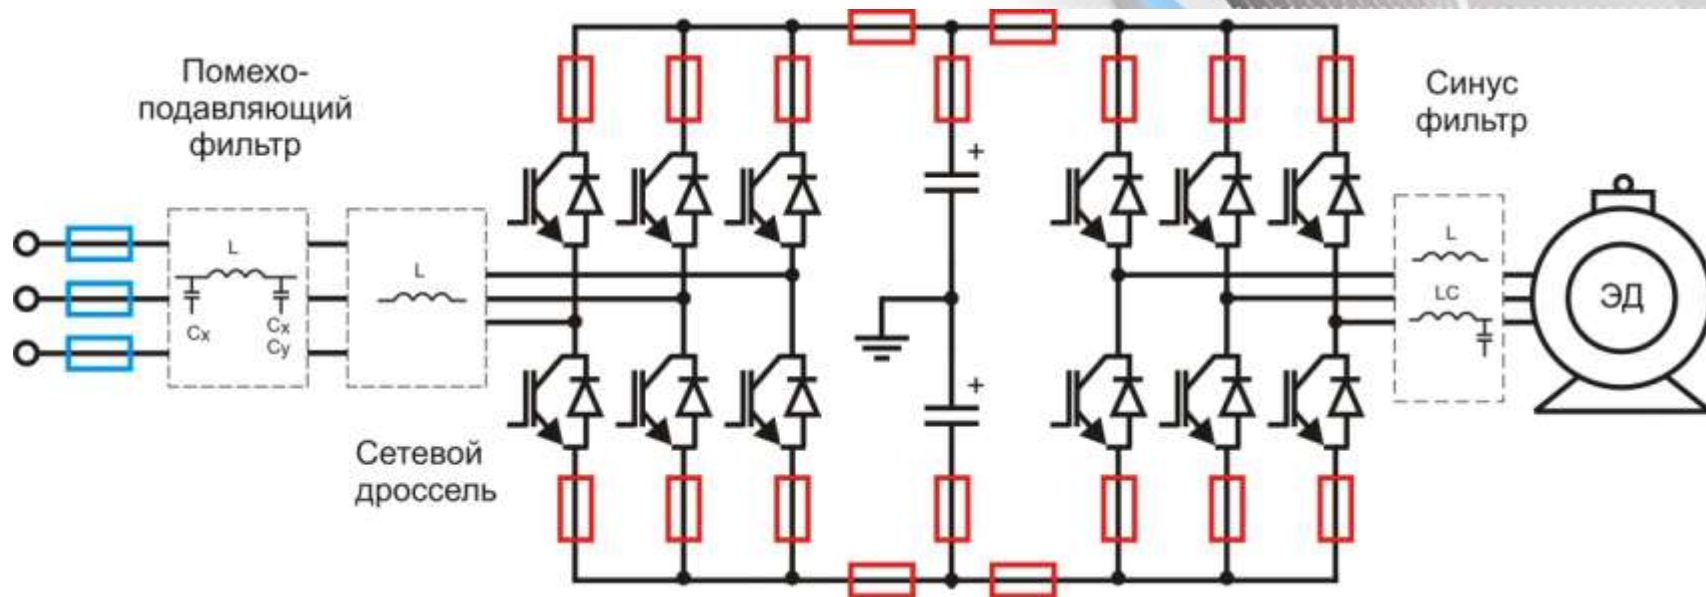 Помехо-
подавляющий
фильтр
L
Cx
Cx
Cy
L
Сетевой
дроссель
+
+
Синус
фильтр
L
LC
ЭД